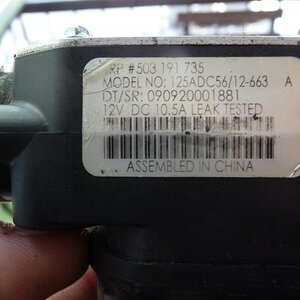 RP #503 191 735
MODEL NO: 125ADC56/12-663 A
DT/SR: 090920001881
12V DC 10.5A LEAK TESTED
ASSEMBLED IN CHINA